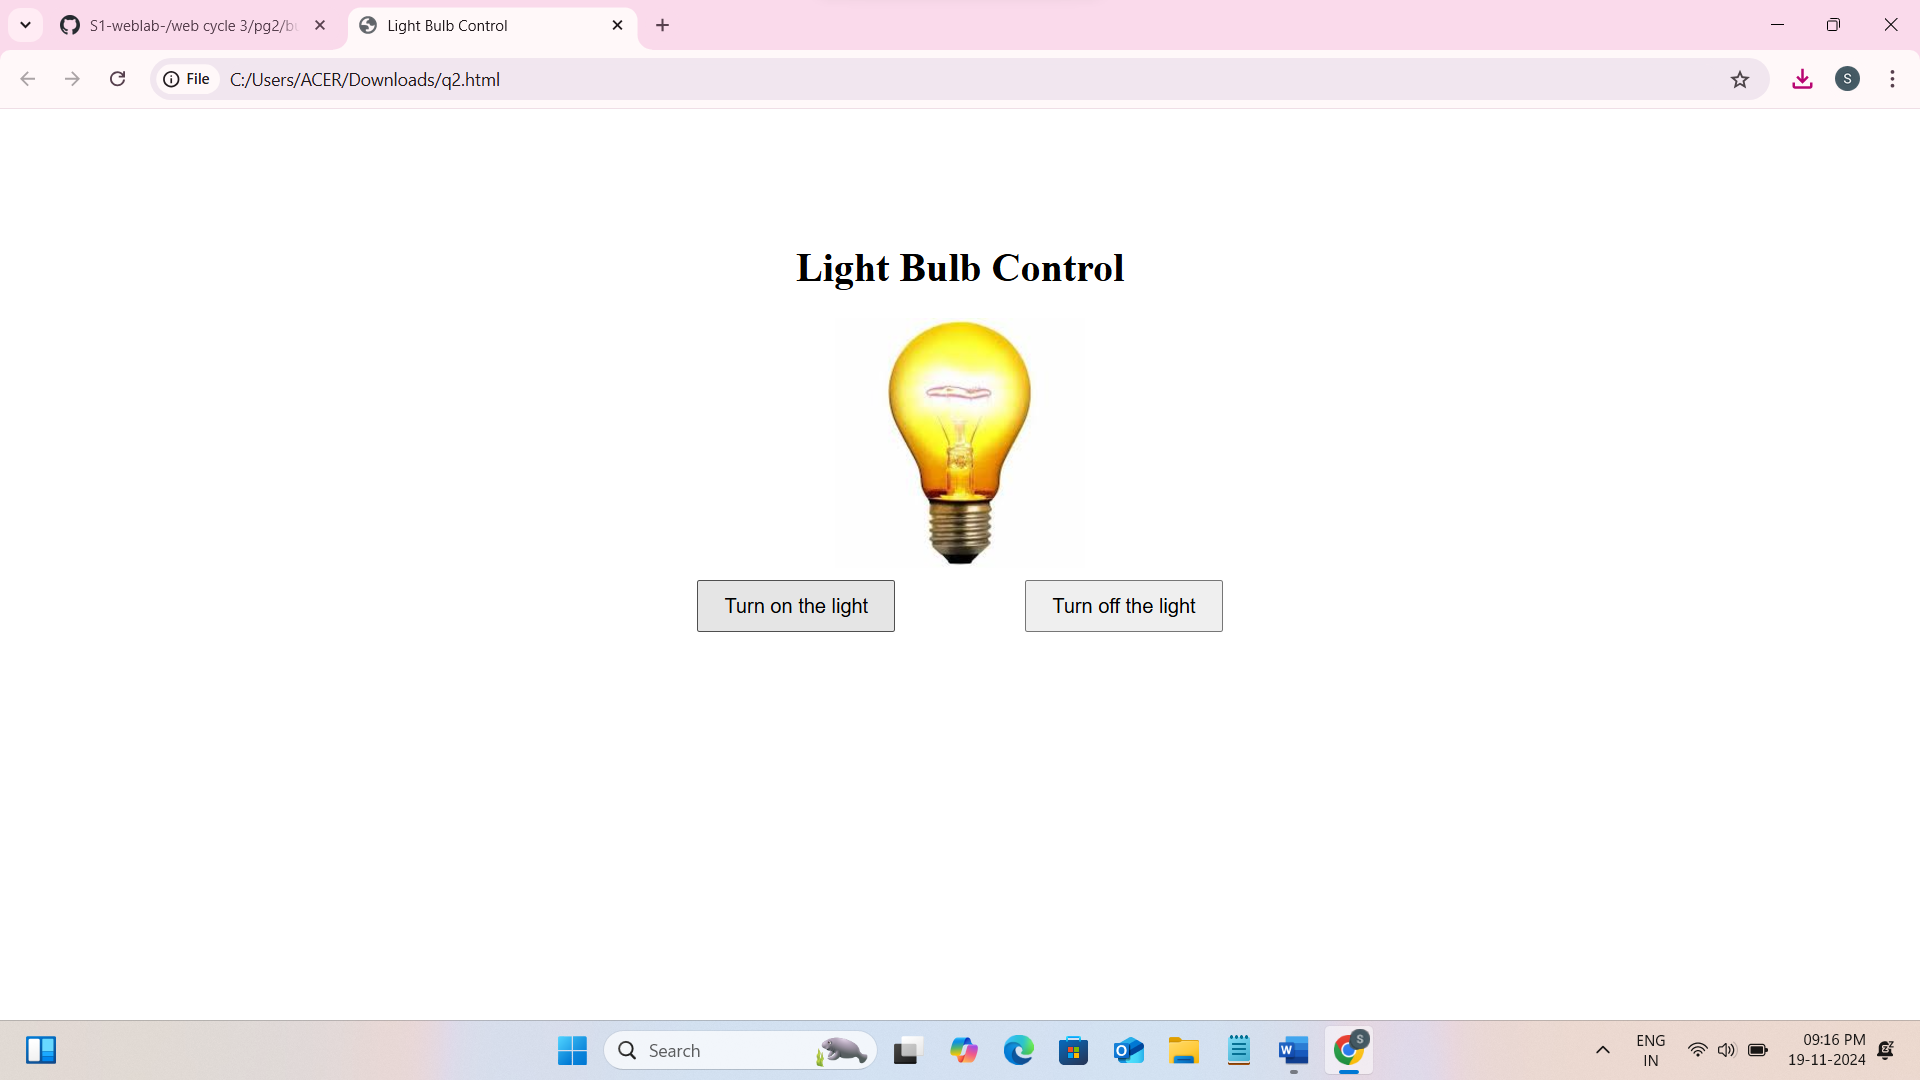 S1-weblab-/web cycle 3/pg2/bu
Light Bulb Control
File
C:/Users/ACER/Downloads/q2.html
S
Light Bulb Control
Turn on the light
Turn off the light
Search
S
ENG
IN
09:16 PM
19-11-2024